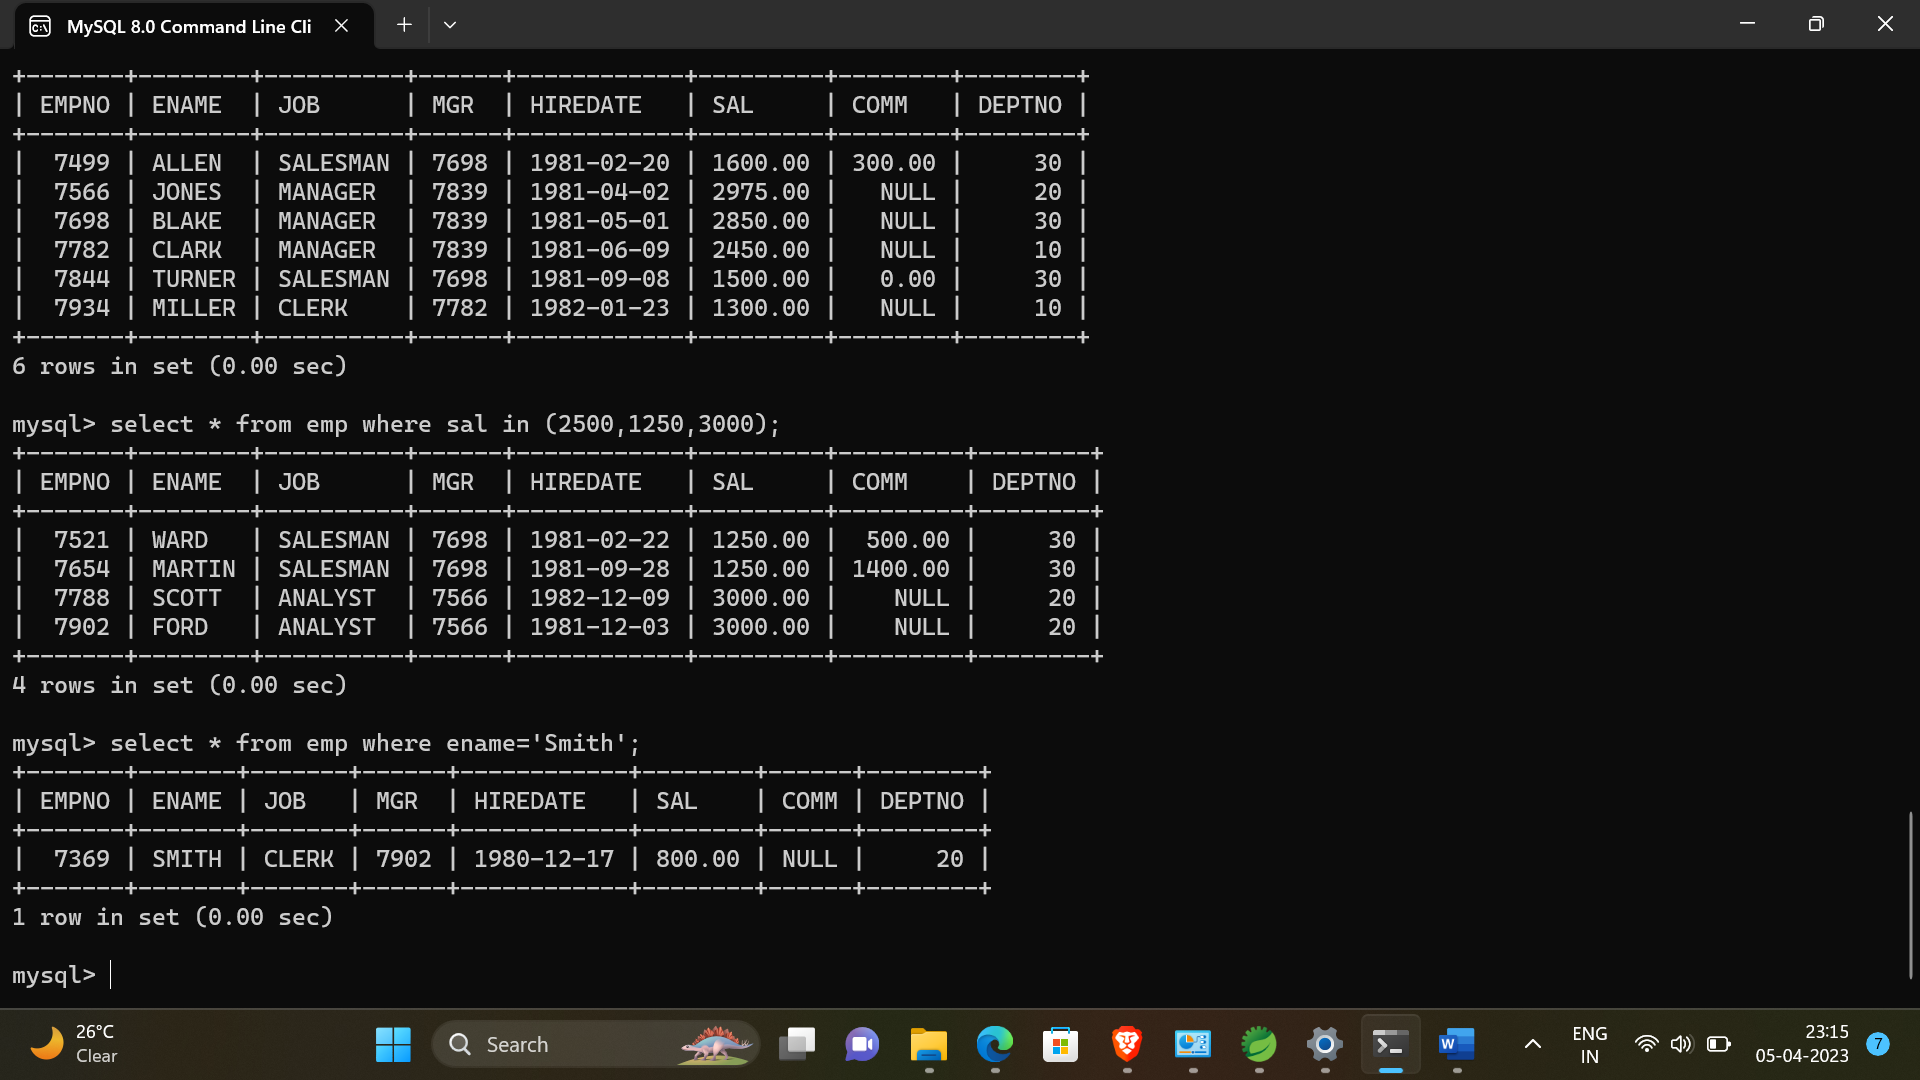 MySQL 8.0 Command Line Cli
+-------+--------+----------+------+------------+---------+--------+--------+
| EMPNO | ENAME  | JOB      | MGR  | HIREDATE   | SAL     | COMM   | DEPTNO |
+-------+--------+----------+------+------------+---------+--------+--------+
|  7499 | ALLEN  | SALESMAN | 7698 | 1981-02-20 | 1600.00 | 300.00 |     30 |
|  7566 | JONES  | MANAGER  | 7839 | 1981-04-02 | 2975.00 |   NULL |     20 |
|  7698 | BLAKE  | MANAGER  | 7839 | 1981-05-01 | 2850.00 |   NULL |     30 |
|  7782 | CLARK  | MANAGER  | 7839 | 1981-06-09 | 2450.00 |   NULL |     10 |
|  7844 | TURNER | SALESMAN | 7698 | 1981-09-08 | 1500.00 |   0.00 |     30 |
|  7934 | MILLER | CLERK    | 7782 | 1982-01-23 | 1300.00 |   NULL |     10 |
+-------+--------+----------+------+------------+---------+--------+--------+
6 rows in set (0.00 sec)
mysql> select * from emp where sal in (2500,1250,3000);
+-------+--------+----------+------+------------+---------+---------+--------+
| EMPNO | ENAME  | JOB      | MGR  | HIREDATE   | SAL     | COMM    | DEPTNO |
+-------+--------+----------+------+------------+---------+---------+--------+
|  7521 | WARD   | SALESMAN | 7698 | 1981-02-22 | 1250.00 |  500.00 |     30 |
|  7654 | MARTIN | SALESMAN | 7698 | 1981-09-28 | 1250.00 | 1400.00 |     30 |
|  7788 | SCOTT  | ANALYST  | 7566 | 1982-12-09 | 3000.00 |    NULL |     20 |
|  7902 | FORD   | ANALYST  | 7566 | 1981-12-03 | 3000.00 |    NULL |     20 |
+-------+--------+----------+------+------------+---------+---------+--------+
4 rows in set (0.00 sec)
mysql> select * from emp where ename='Smith';
+-------+-------+-------+------+------------+--------+------+--------+
| EMPNO | ENAME | JOB   | MGR  | HIREDATE   | SAL    | COMM | DEPTNO |
+-------+-------+-------+------+------------+--------+------+--------+
|  7369 | SMITH | CLERK | 7902 | 1980-12-17 | 800.00 | NULL |     20 |
+-------+-------+-------+------+------------+--------+------+--------+
1 row in set (0.00 sec)
mysql>
26°C
Clear
Search
ENG
IN
23:15
05-04-2023
7